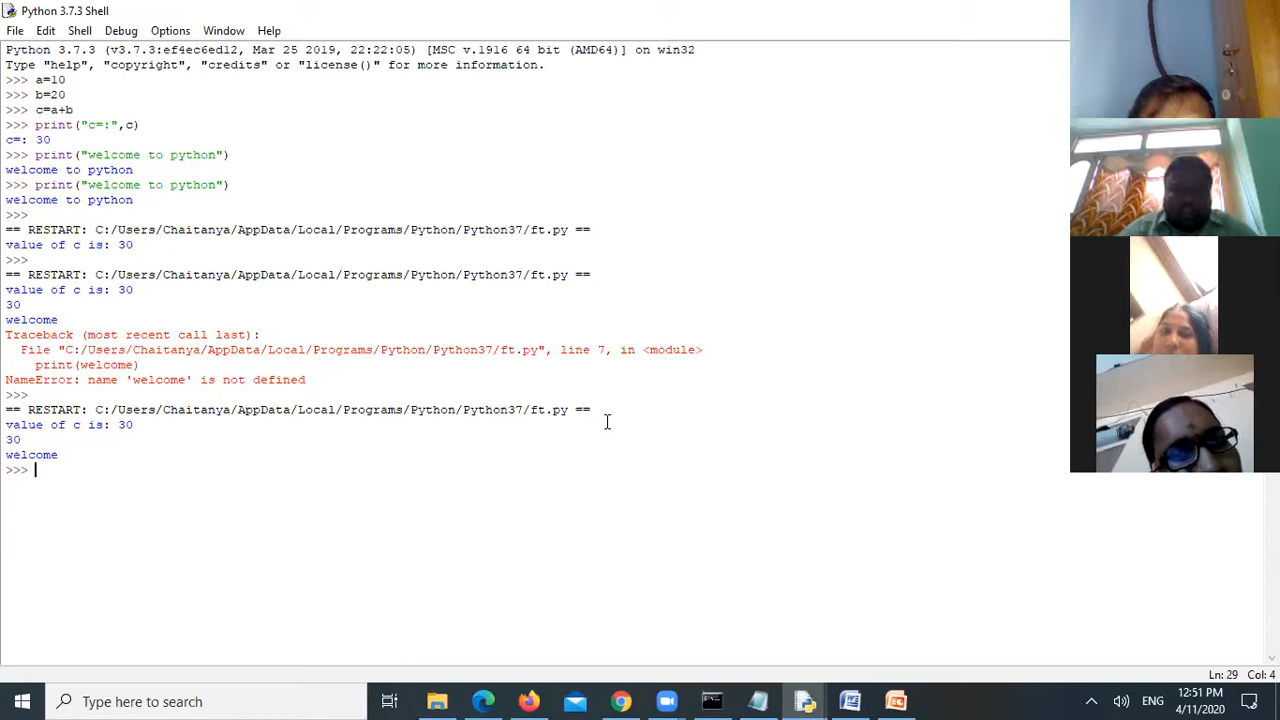 Python 3.7.3 Shell
File Edit Shell Debug Options Window Help
Python 3.7.3 (v3.7.3:ef4ec6ed12, Mar 25 2019, 22:22:05) [MSC v.1916 64 bit (AMD64)] on win32
Type "help", "copyright", "credits" or "license()" for more information.
>>> a=10
>>> b=20
>>> c=a+b
>>> print("c=:",c)
c=: 30
>>> print("welcome to python")
welcome to python
>>> print("welcome to python")
welcome to python
>>>
== RESTART: C:/Users/Chaitanya/AppData/Local/Programs/Python/Python37/ft.py ==
value of c is: 30
>>>
== RESTART: C:/Users/Chaitanya/AppData/Local/Programs/Python/Python37/ft.py ==
value of c is: 30
30
welcome
Traceback (most recent call last):
  File "C:/Users/Chaitanya/AppData/Local/Programs/Python/Python37/ft.py", line 7, in <module>
    print(welcome)
NameError: name 'welcome' is not defined
>>>
== RESTART: C:/Users/Chaitanya/AppData/Local/Programs/Python/Python37/ft.py ==
value of c is: 30
30
welcome
>>>
Ln: 29 Col: 4
Type here to search
ENG
12:51 PM
4/11/2020